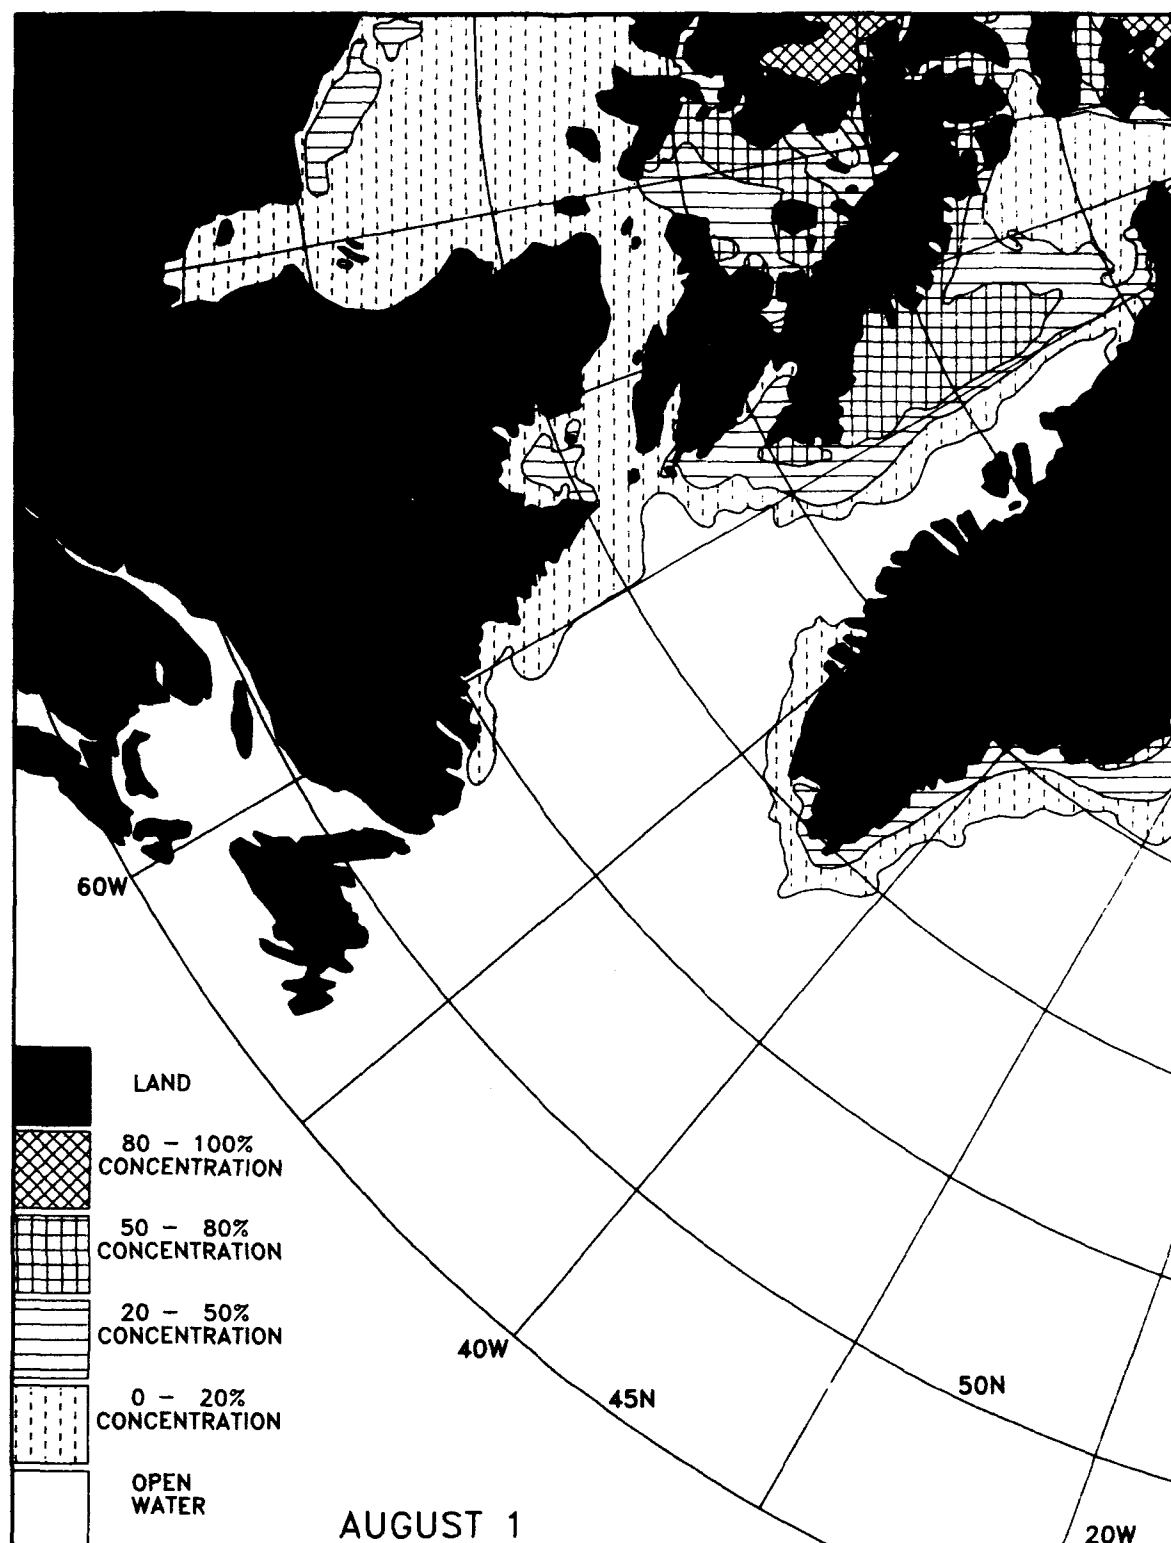 60W
LAND
80 - 100%
CONCENTRATION
50 - 80%
CONCENTRATION
20 - 50%
CONCENTRATION
40W
0 - 20%
CONCENTRATION
45N
50N
OPEN
WATER
AUGUST 1
20W